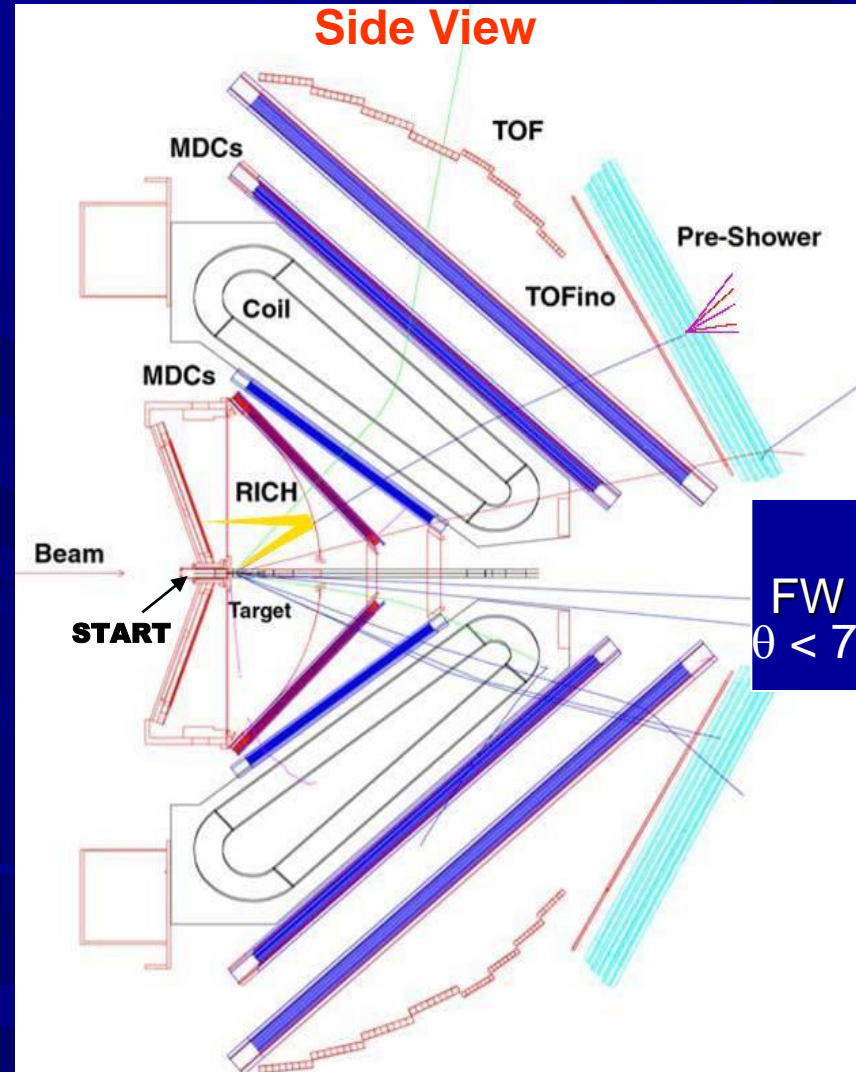 Side View
TOF
MDCs
Pre-Shower
TOFino
Coil
MDCs
RICH
Beam
Target
START
FW
θ < 7